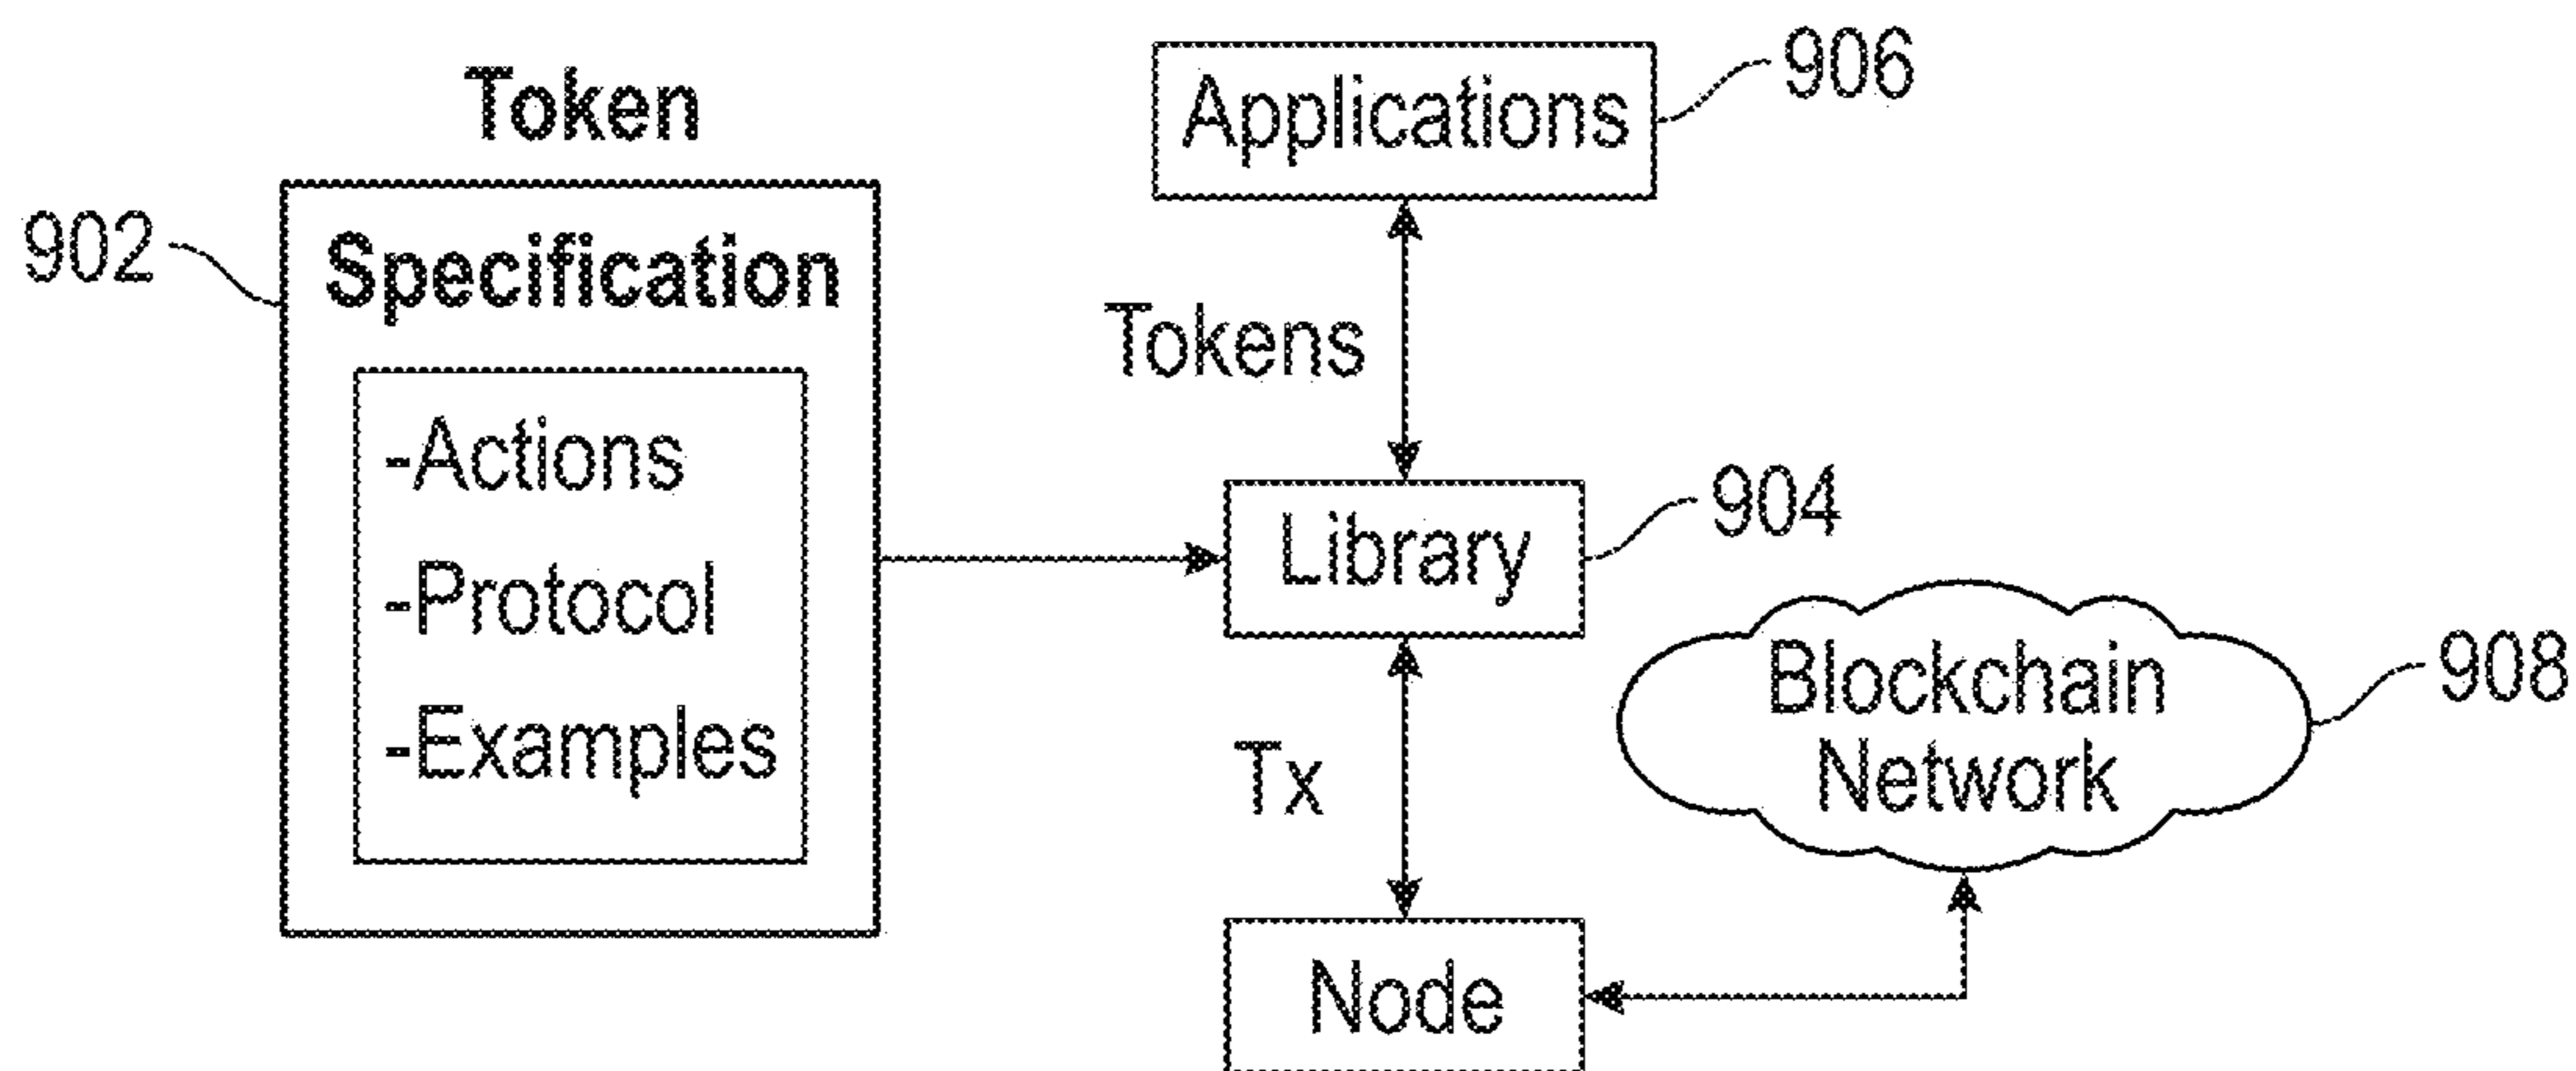 Token
902
Specification
-Actions
-Protocol
-Examples
Applications
906
Tokens
Library
904
Tx
Blockchain
Network
908
Node